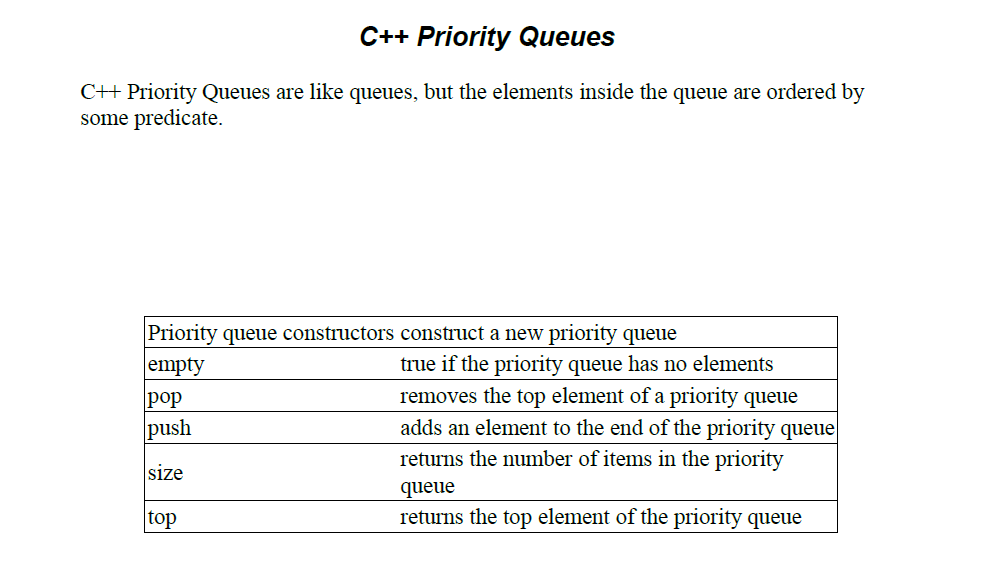 C++ Priority Queues
C++ Priority Queues are like queues, but the elements inside the queue are ordered by
some predicate.
Priority queue constructors construct a new priority queue
empty true if the priority queue has no elements
pop removes the top element of a priority queue
push adds an element to the end of the priority queue
size returns the number of items in the priority
queue
top returns the top element of the priority queue